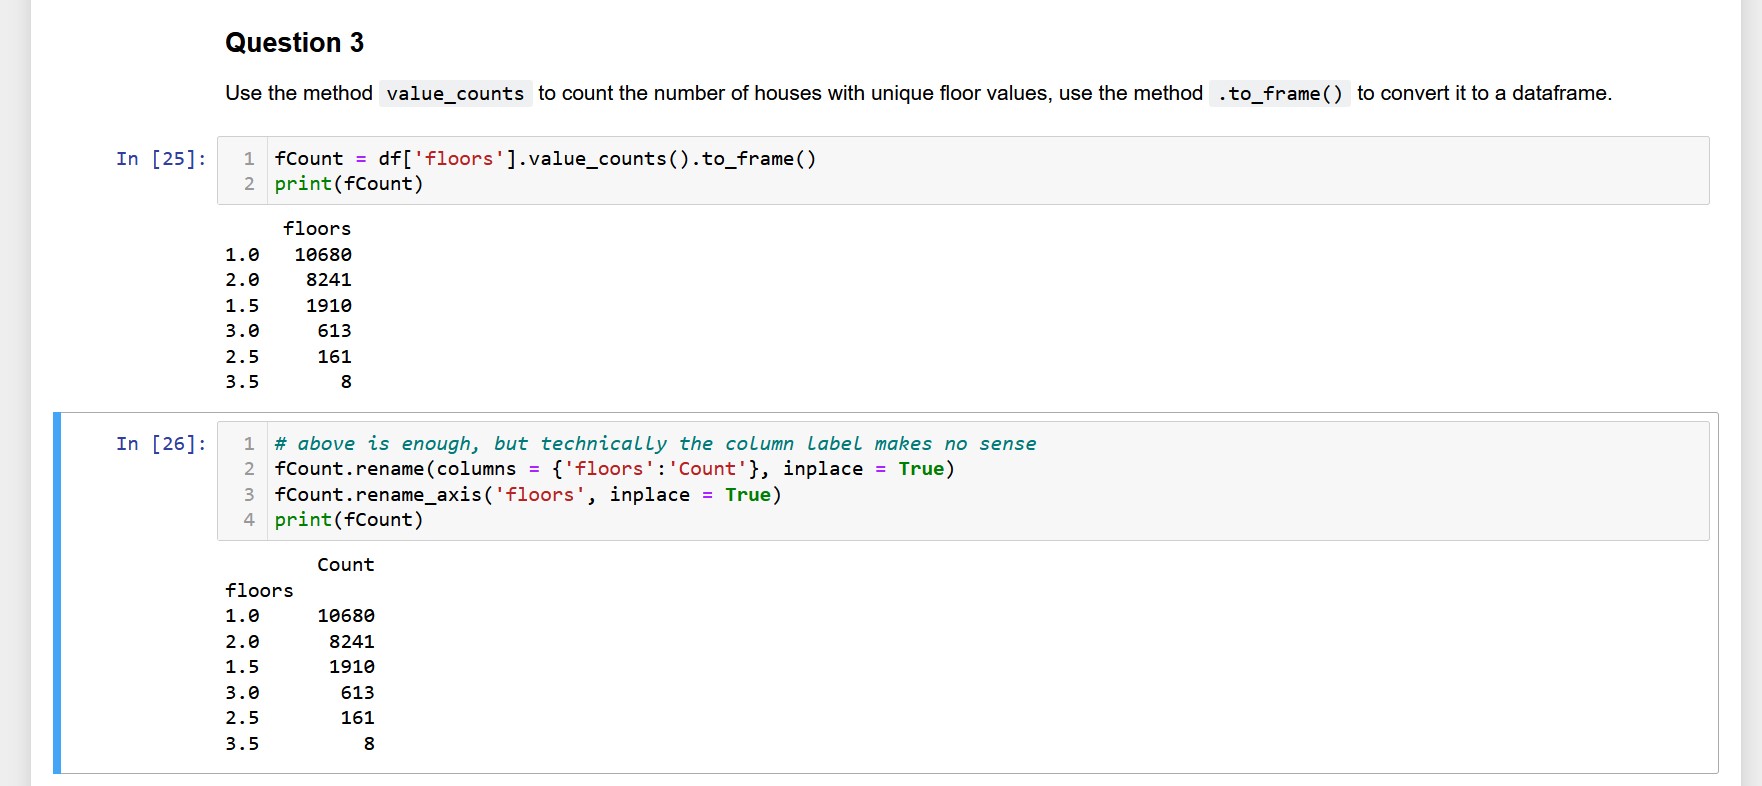 Question 3
Use the method value_counts to count the number of houses with unique floor values, use the method .to_frame() to convert it to a dataframe.
In [25]:
1 fCount = df['floors'].value_counts().to_frame()
2 print(fCount)
floors
1.0 10680
2.0 8241
1.5 1910
3.0 613
2.5 161
3.5 8
In [26]:
1 # above is enough, but technically the column label makes no sense
2 fCount.rename(columns = {'floors':'Count'}, inplace = True)
3 fCount.rename_axis('floors', inplace = True)
4 print(fCount)
Count
floors
1.0 10680
2.0 8241
1.5 1910
3.0 613
2.5 161
3.5 8